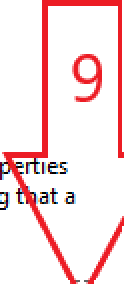 9
perties
g that a